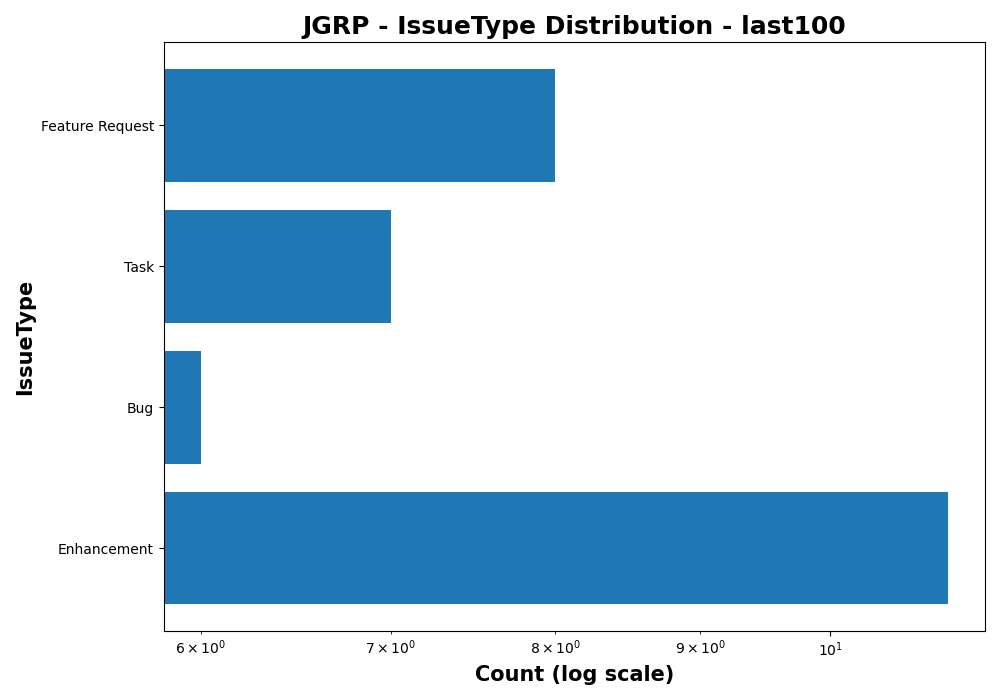 JGRP - IssueType Distribution - last100
IssueType
Feature Request
Task
Bug
Enhancement
6 × 10⁰
7 × 10⁰
8 × 10⁰
9 × 10⁰
10¹
Count (log scale)